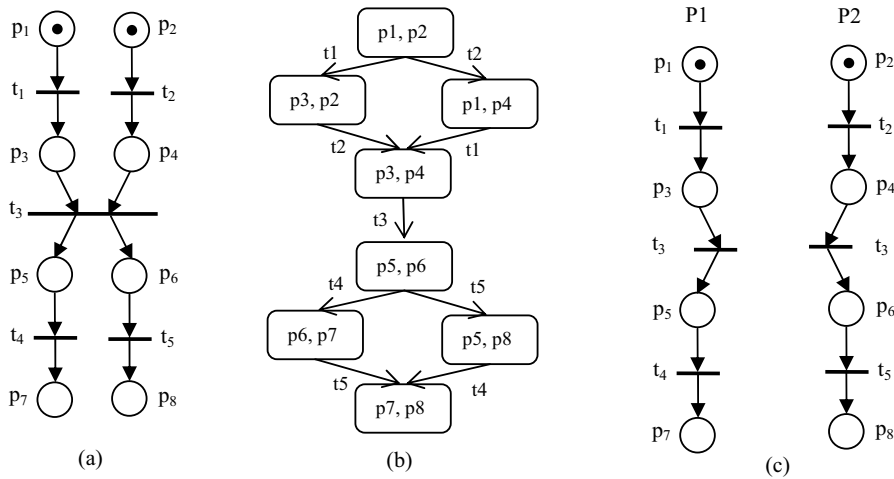 p1 p2
t1 t2
p3 p4
t3
p5 p6
t4 t5
p7 p8
(a)
p1, p2
t1 t2
p3, p2 p1, p4
t2 t1
p3, p4
t3
p5, p6
t4 t5
p6, p7 p5, p8
t5 t4
p7, p8
(b)
P1 P2
p1 p2
t1 t2
p3 p4
t3 t3
p5 p6
t4 t5
p7 p8
(c)